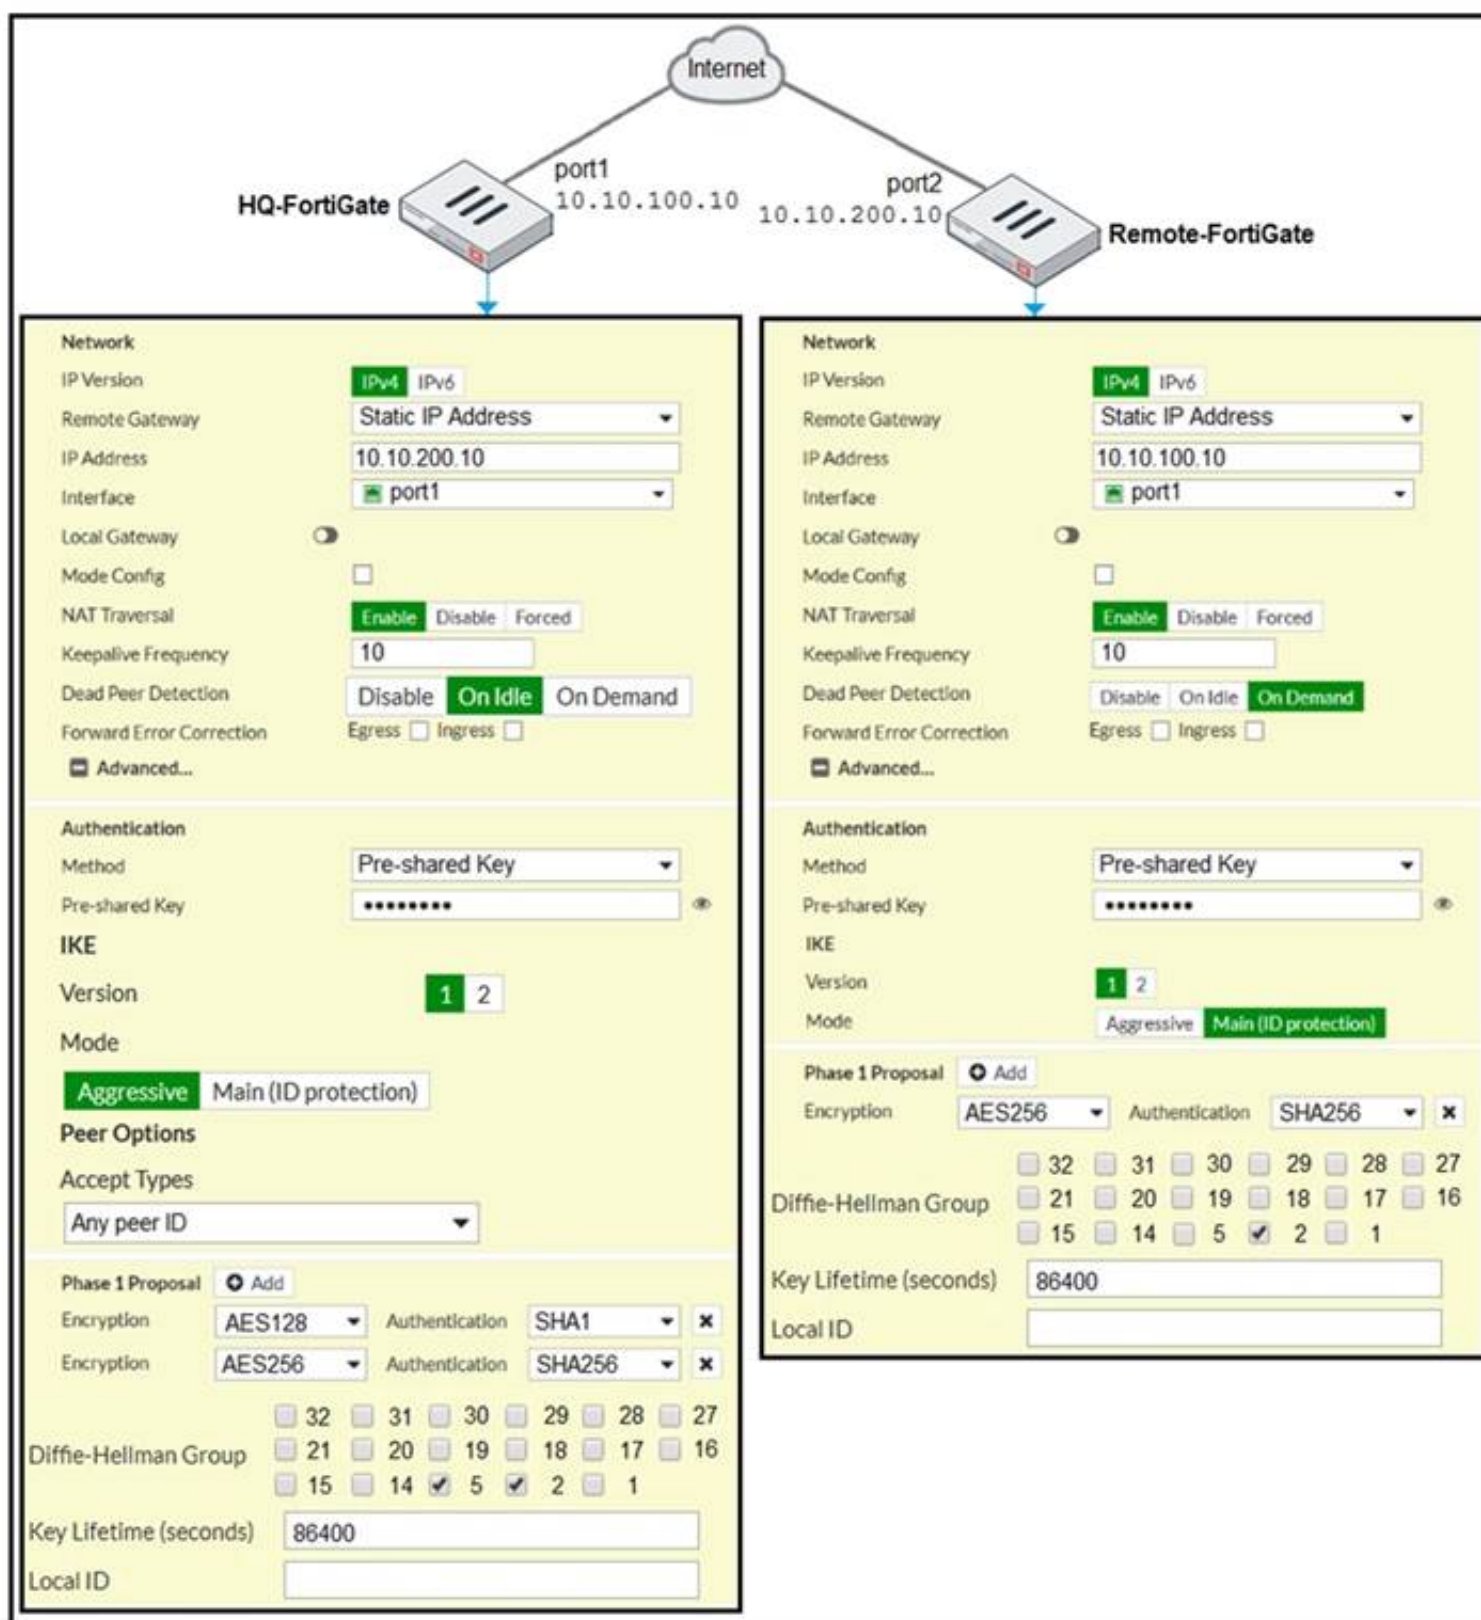 Internet
port1
10.10.100.10
HQ-FortiGate
port2
10.10.200.10
Remote-FortiGate
Network
IP Version IPv4 IPv6
Remote Gateway Static IP Address
IP Address 10.10.200.10
Interface port1
Local Gateway
Mode Config
NAT Traversal Enable Disable Forced
Keepalive Frequency 10
Dead Peer Detection Disable On Idle On Demand
Forward Error Correction Egress Ingress
Advanced...
Authentication
Method Pre-shared Key
Pre-shared Key ••••••••
IKE
Version 1 2
Mode
Aggressive Main (ID protection)
Peer Options
Accept Types
Any peer ID
Phase 1 Proposal Add
Encryption AES128 Authentication SHA1
Encryption AES256 Authentication SHA256
32 31 30 29 28 27
Diffie-Hellman Group 21 20 19 18 17 16
15 14 5 2 1
Key Lifetime (seconds) 86400
Local ID
Network
IP Version IPv4 IPv6
Remote Gateway Static IP Address
IP Address 10.10.100.10
Interface port1
Local Gateway
Mode Config
NAT Traversal Enable Disable Forced
Keepalive Frequency 10
Dead Peer Detection Disable On Idle On Demand
Forward Error Correction Egress Ingress
Advanced...
Authentication
Method Pre-shared Key
Pre-shared Key ••••••••
IKE
Version 1 2
Mode Aggressive Main (ID protection)
Phase 1 Proposal Add
Encryption AES256 Authentication SHA256
32 31 30 29 28 27
Diffie-Hellman Group 21 20 19 18 17 16
15 14 5 2 1
Key Lifetime (seconds) 86400
Local ID